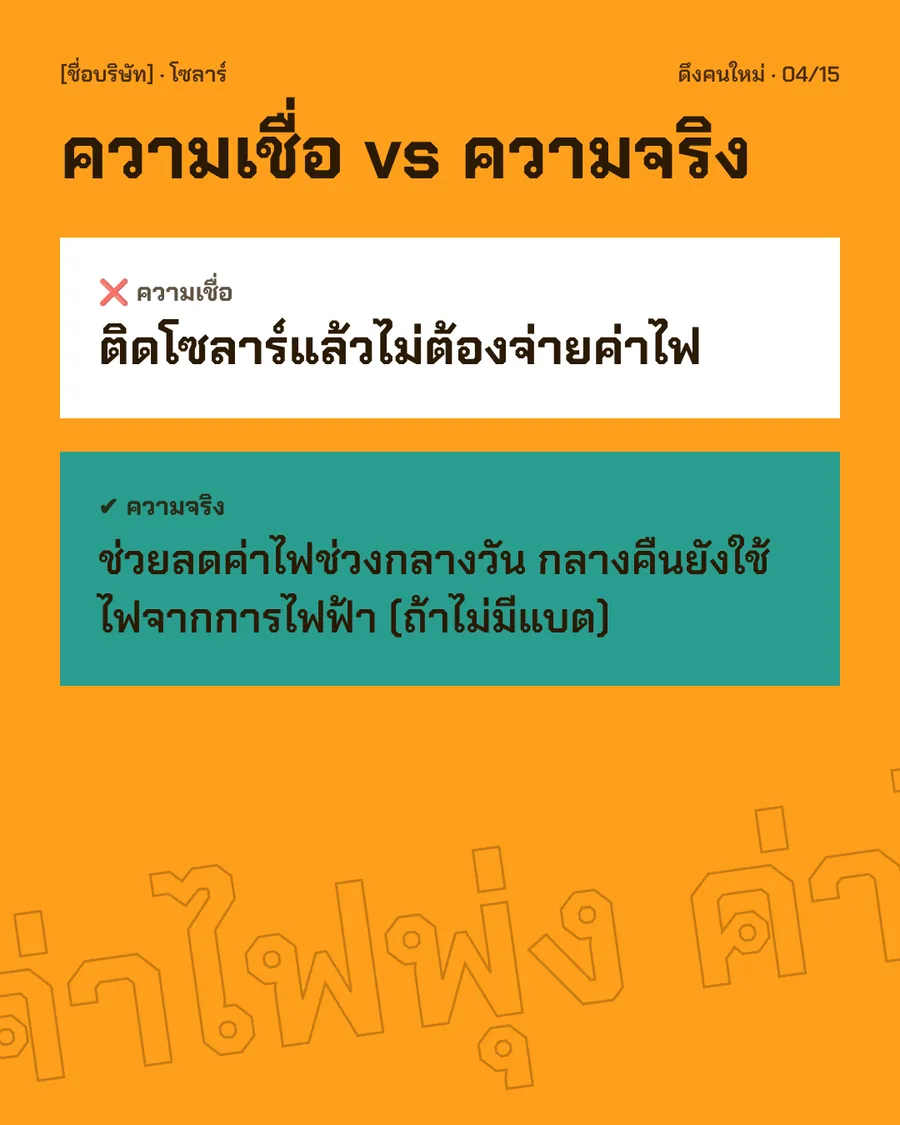 [ชื่อบริษัท] · โซลาร์
ดึงคนใหม่ · 04/15
ความเชื่อ vs ความจริง
❌ ความเชื่อ
ติดโซลาร์แล้วไม่ต้องจ่ายค่าไฟ
✔ ความจริง
ช่วยลดค่าไฟช่วงกลางวัน กลางคืนยังใช้
ไฟจากการไฟฟ้า (ถ้าไม่มีแบต)
ค่าไฟพุ่ง ค่า